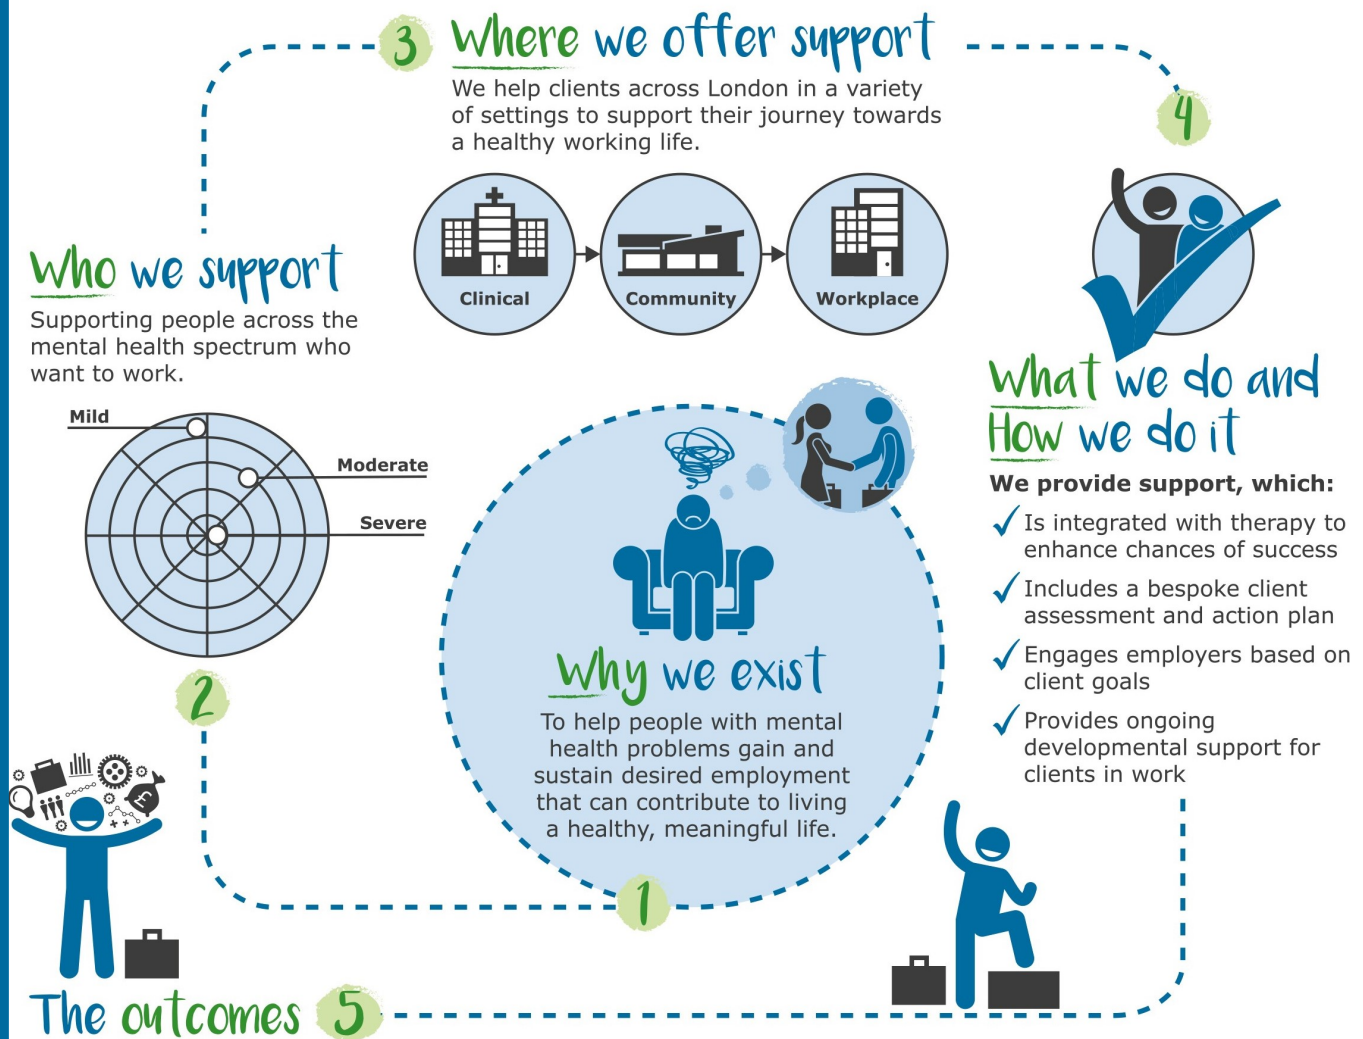 3
Where we offer support
We help clients across London in a variety
of settings to support their journey towards
a healthy working life.
Clinical
Community
Workplace
4
Who we support
Supporting people across the
mental health spectrum who
want to work.
Mild
Moderate
Severe
2
What we do and
How we do it
We provide support, which:
Is integrated with therapy to
enhance chances of success
Includes a bespoke client
assessment and action plan
Engages employers based on
client goals
Provides ongoing
developmental support for
clients in work
Why we exist
To help people with mental
health problems gain and
sustain desired employment
that can contribute to living
a healthy, meaningful life.
1
£
The outcomes 5